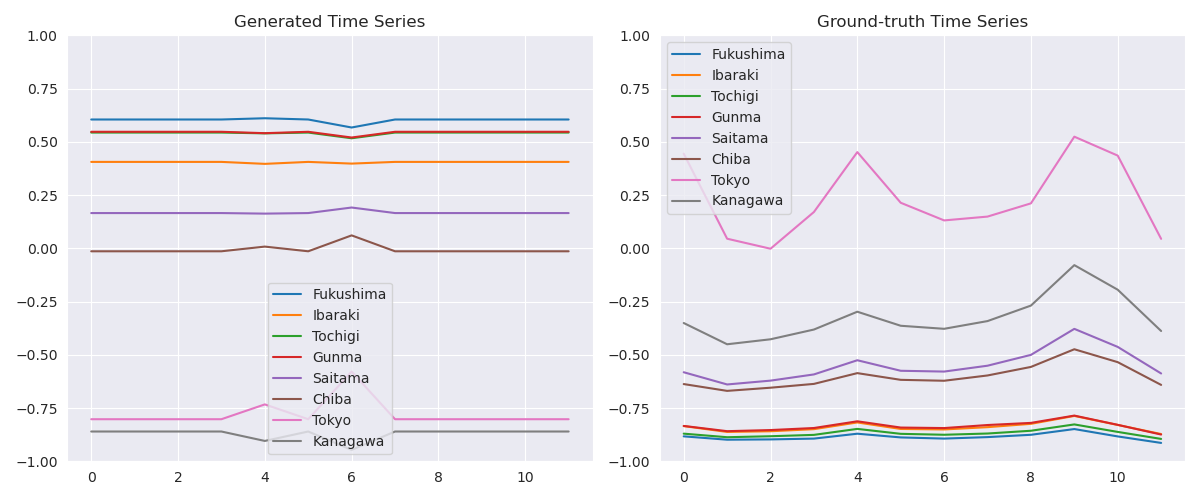 Generated Time Series
1.00
0.75
0.50
0.25
0.00
−0.25
−0.50
−0.75
−1.00
0 2 4 6 8 10
Fukushima
Ibaraki
Tochigi
Gunma
Saitama
Chiba
Tokyo
Kanagawa
Ground-truth Time Series
1.00
0.75
0.50
0.25
0.00
−0.25
−0.50
−0.75
−1.00
0 2 4 6 8 10
Fukushima
Ibaraki
Tochigi
Gunma
Saitama
Chiba
Tokyo
Kanagawa